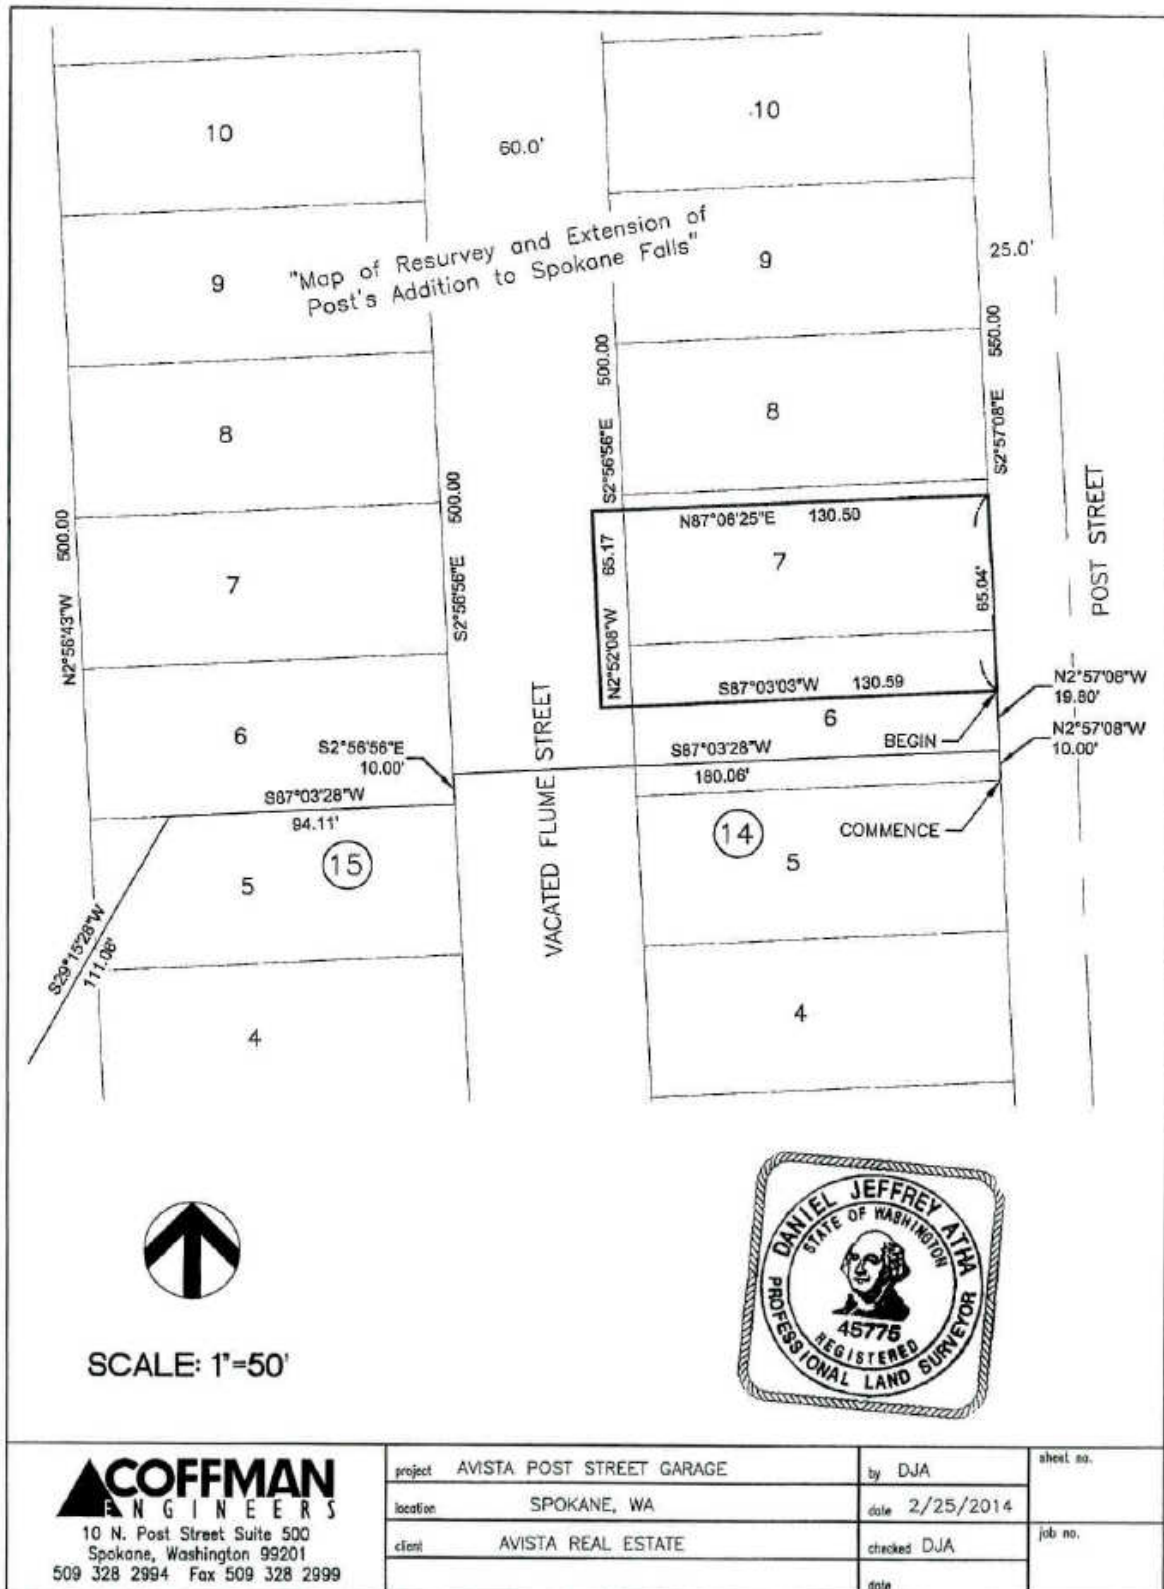 10
10
60.0'
"Map of Resurvey and Extension of
Post's Addition to Spokane Falls"
9
9
25.0'
S2°56'56"E 500.00
S2°57'08"E 550.00
8
8
N2°56'43"W 500.00
S2°56'56"E 500.00
N87°06'25"E 130.50
7
7
N2°52'08"W 65.17
65.04'
POST STREET
S87°03'03"W 130.59
N2°57'08"W
19.80'
6
6
BEGIN
N2°57'08"W
10.00'
S2°56'56"E
10.00'
S87°03'28"W
180.06'
VACATED FLUME STREET
S87°03'28"W
94.11'
15
14
COMMENCE
5
5
S29°15'28"W
111.06'
4
4
SCALE: 1"=50'
DANIEL JEFFREY ATHA
STATE OF WASHINGTON
45775
REGISTERED
PROFESSIONAL LAND SURVEYOR
COFFMAN
ENGINEERS
10 N. Post Street Suite 500
Spokane, Washington 99201
509 328 2994 Fax 509 328 2999
project AVISTA POST STREET GARAGE
location SPOKANE, WA
client AVISTA REAL ESTATE
by DJA
date 2/25/2014
checked DJA
date
sheet no.
job no.